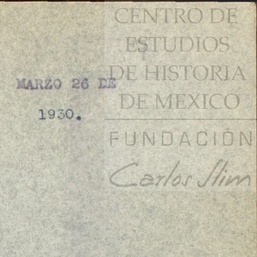 CENTRO DE
ESTUDIOS
DE HISTORIA
DE MEXICO
FUNDACIÓN
Carlos Slim
MARZO 26 DE
1930.